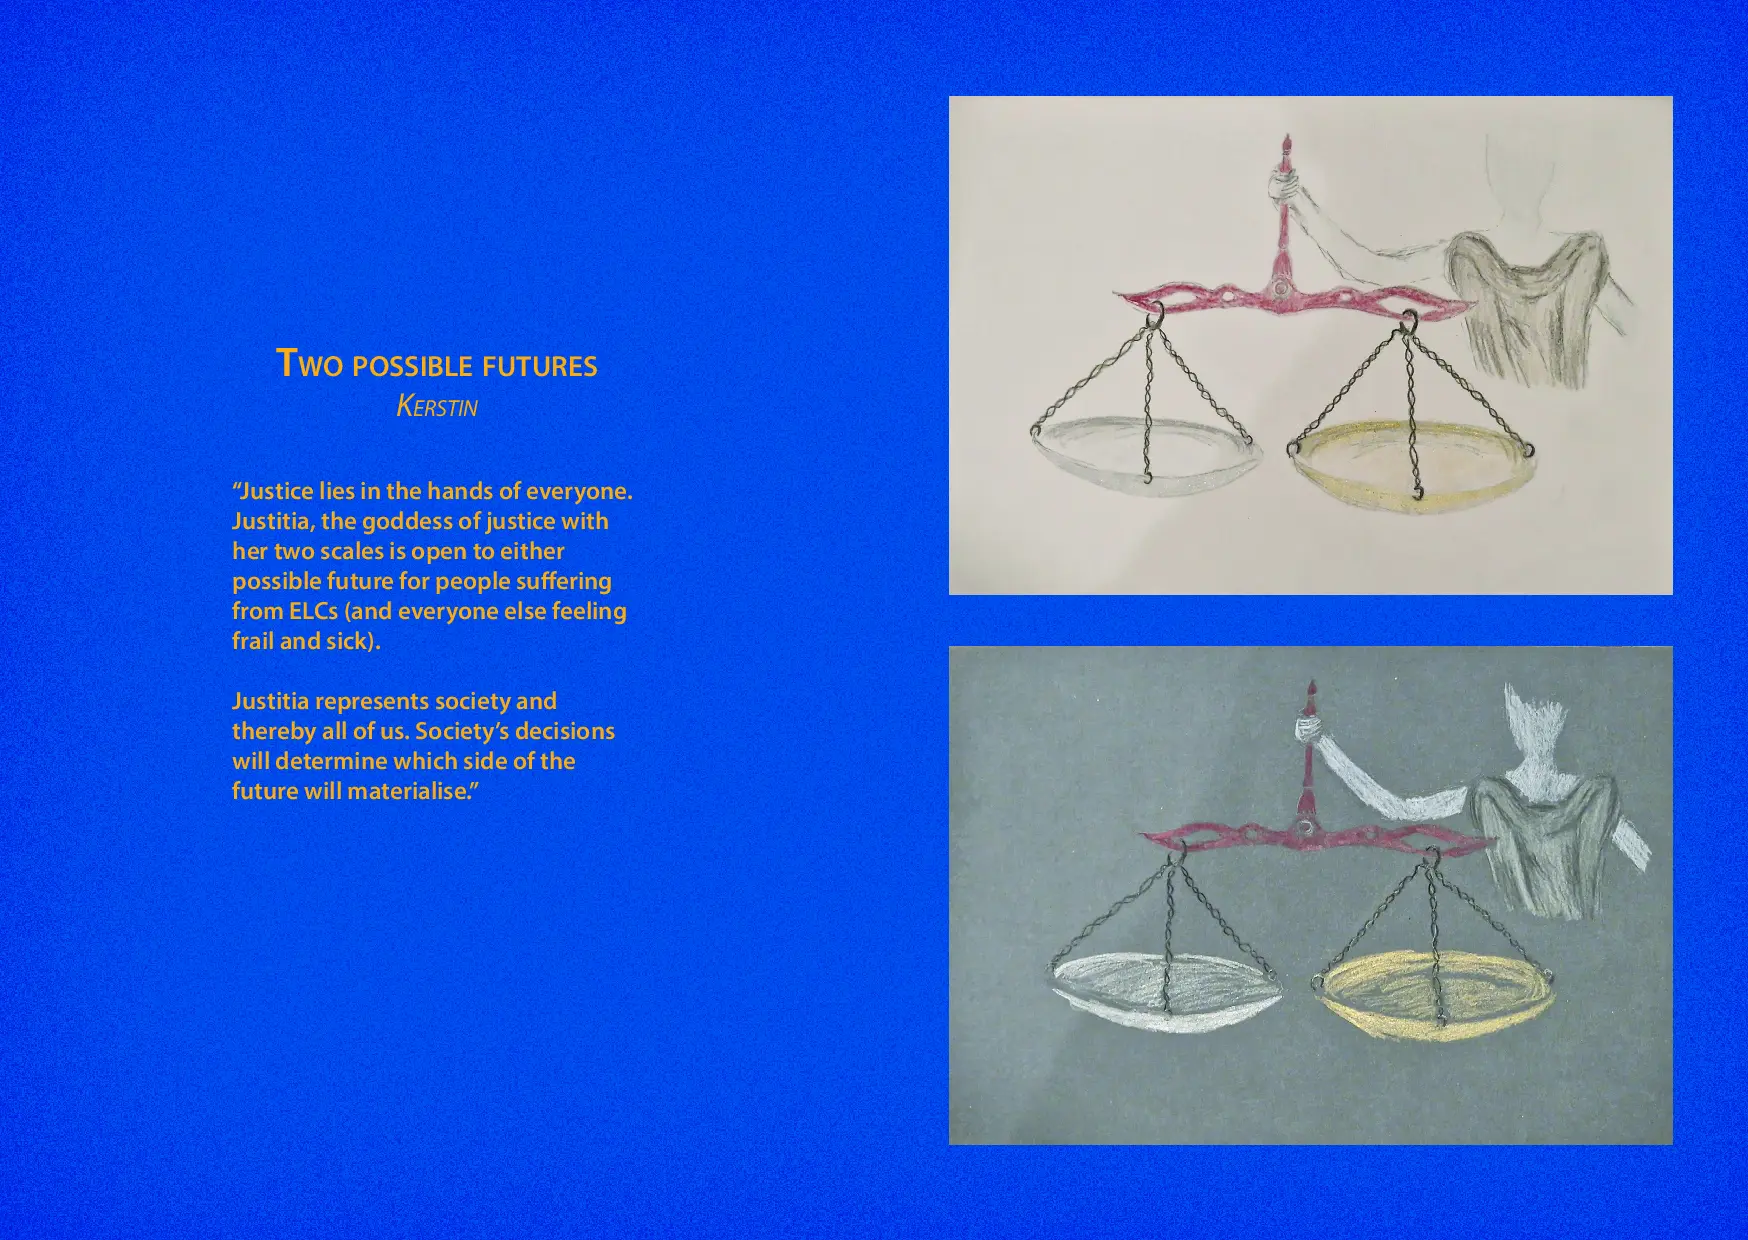 Two possible futures
Kerstin
“Justice lies in the hands of everyone.
Justitia, the goddess of justice with
her two scales is open to either
possible future for people suffering
from ELCs (and everyone else feeling
frail and sick).
Justitia represents society and
thereby all of us. Society’s decisions
will determine which side of the
future will materialise.”